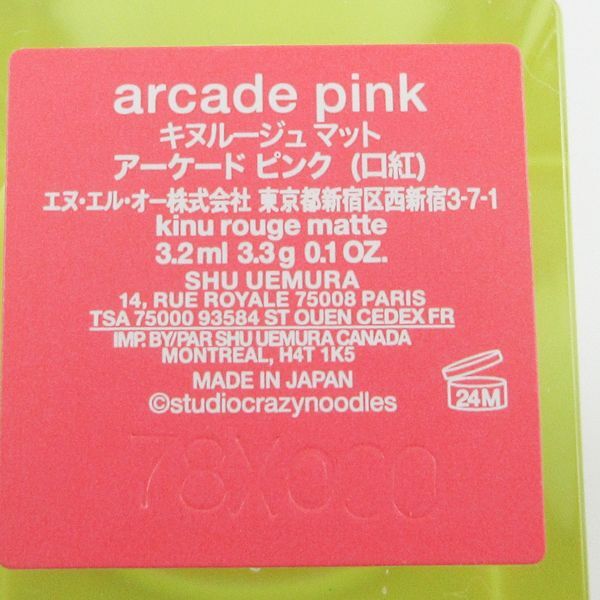 arcade pink
キヌルージュ マット
アーケード ピンク (口紅)
エヌ・エル・オー株式会社 東京都新宿区西新宿3-7-1
kinu rouge matte
3.2 ml 3.3 g 0.1 OZ.
SHU UEMURA
14, RUE ROYALE 75008 PARIS
TSA 75000 93584 ST OUEN CEDEX FR
IMP. BY/PAR SHU UEMURA CANADA
MONTREAL, H4T 1K5
MADE IN JAPAN
24M
©studiocrazynoodles